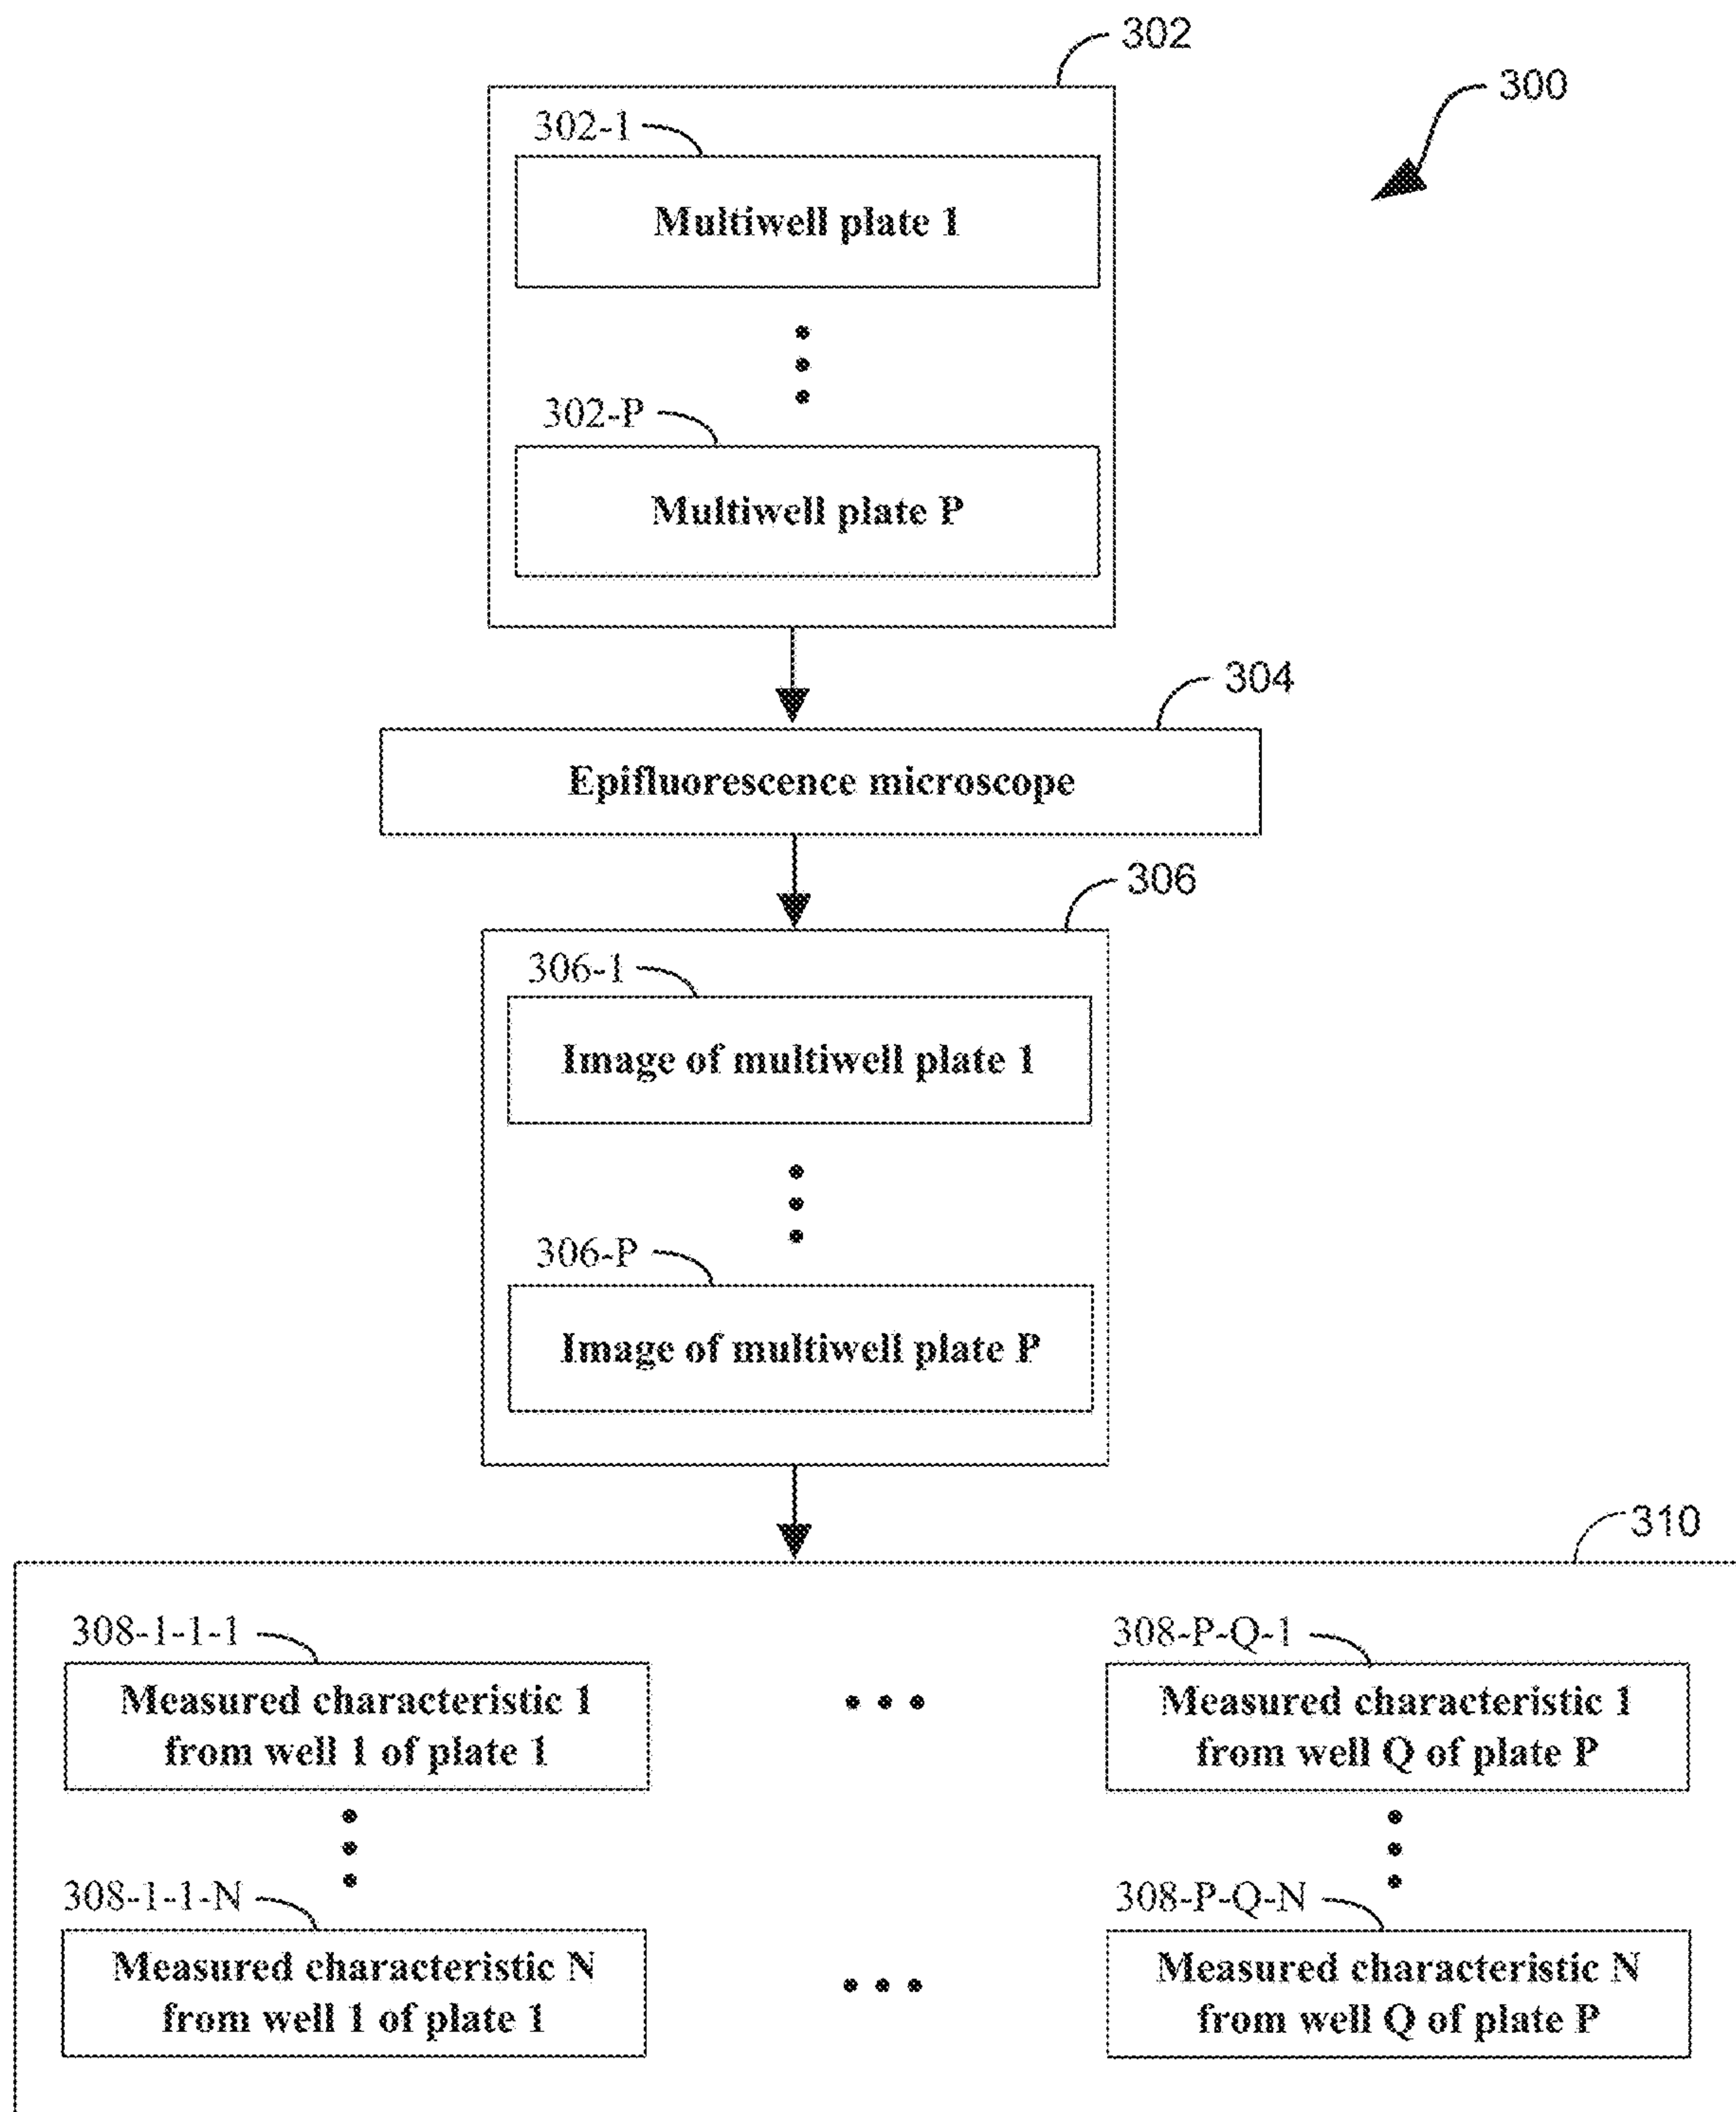 302
300
302-1
Multiwell plate 1
302-P
Multiwell plate P
304
Epifluorescence microscope
306
306-1
Image of multiwell plate 1
306-P
Image of multiwell plate P
310
308-1-1-1
308-P-Q-1
Measured characteristic 1
from well 1 of plate 1
Measured characteristic 1
from well Q of plate P
308-1-1-N
308-P-Q-N
Measured characteristic N
from well 1 of plate 1
Measured characteristic N
from well Q of plate P